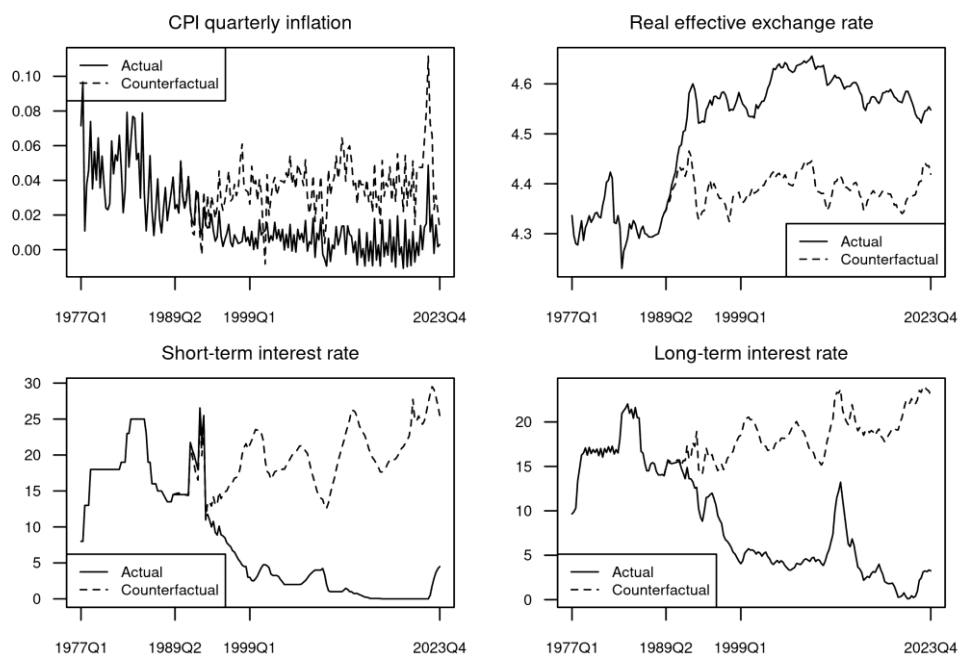 CPI quarterly inflation
Actual
Counterfactual
0.10
0.08
0.06
0.04
0.02
0.00
1977Q1 1989Q2 1999Q1 2023Q4
Real effective exchange rate
4.6
4.5
4.4
4.3
Actual
Counterfactual
1977Q1 1989Q2 1999Q1 2023Q4
Short-term interest rate
30
25
20
15
10
5
0
Actual
Counterfactual
1977Q1 1989Q2 1999Q1 2023Q4
Long-term interest rate
20
15
10
5
0
Actual
Counterfactual
1977Q1 1989Q2 1999Q1 2023Q4